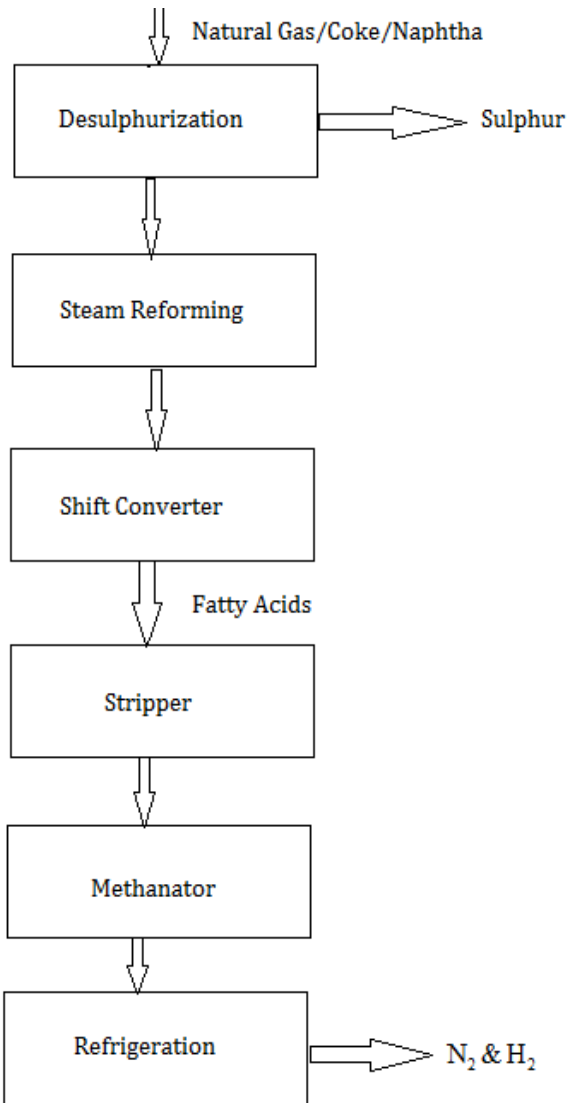 Natural Gas/Coke/Naphtha
Desulphurization
Sulphur
Steam Reforming
Shift Converter
Fatty Acids
Stripper
Methanator
Refrigeration
N₂ & H₂